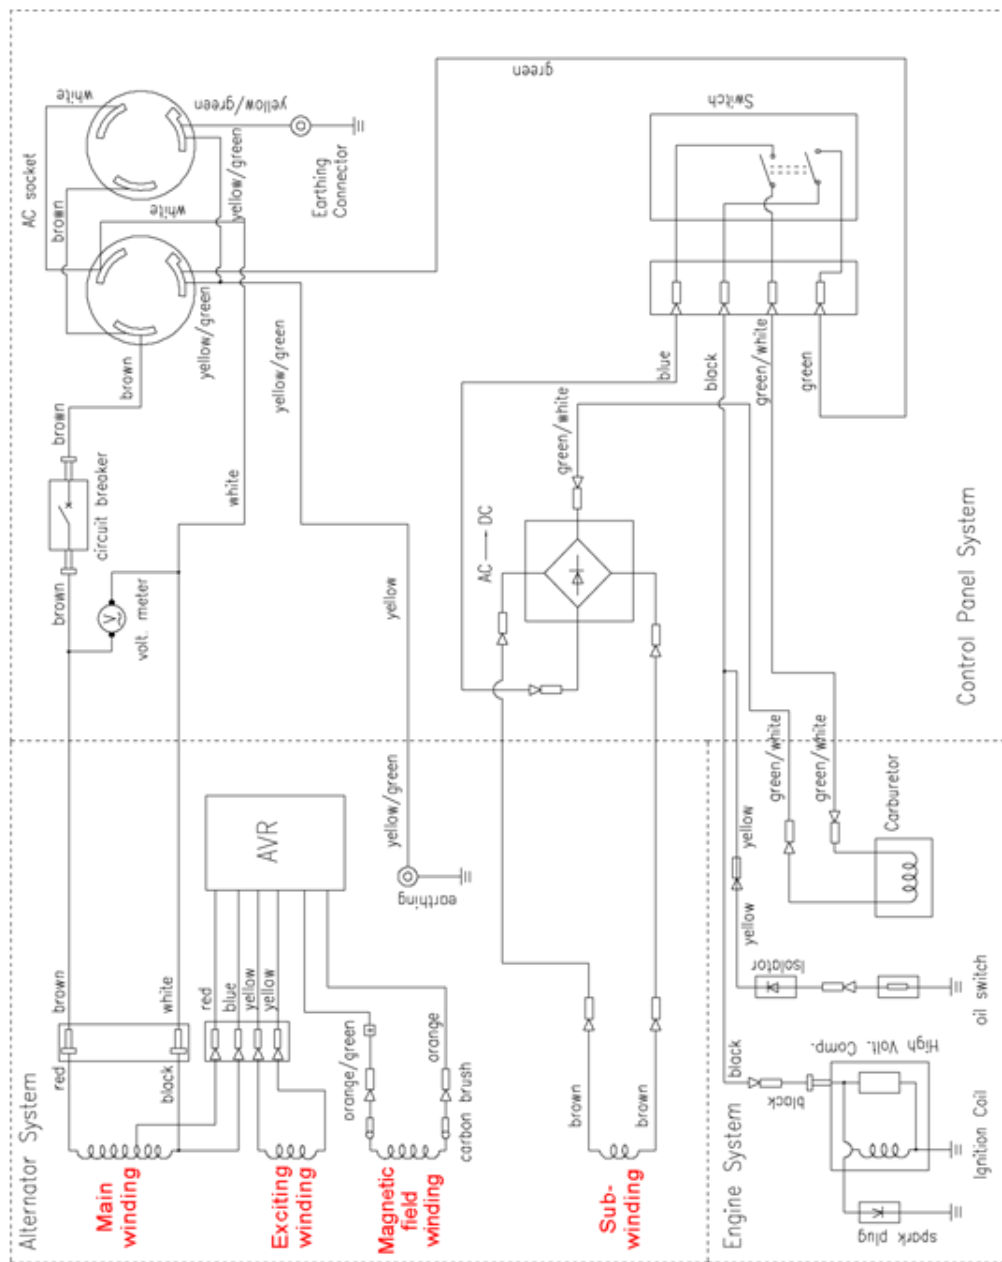 Alternator System
red
brown
Main
winding
black
white
red
blue
yellow
yellow
AVR
Exciting
winding
orange/green
orange
carbon brush
Magnetic
field
winding
yellow/green
earthing
brown
brown
Sub-
winding
AC socket
brown
brown
circuit breaker
brown
V
volt. meter
brown
white
white
white
yellow/green
yellow/green
yellow/green
Earthing
Connector
yellow/green
yellow/green
white
yellow
green
AC → DC
green/white
blue
black
green/white
green
Switch
Control Panel System
Engine System
black
black
yellow
yellow
green/white
green/white
Isolator
oil switch
Carburetor
High Volt. Comp.
Ignition Coil
spark plug